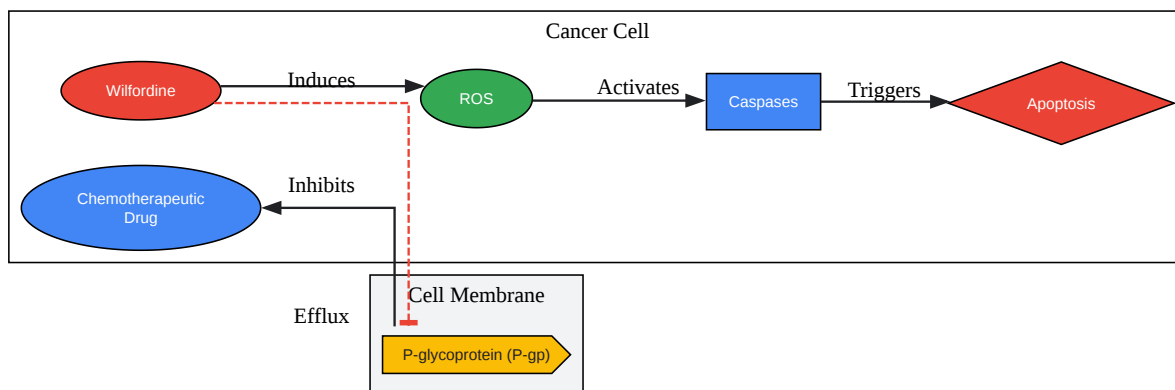 Cancer Cell
Wilfordine
Induces
ROS
Activates
Caspases
Triggers
Apoptosis
Chemotherapeutic
Drug
Inhibits
Efflux
Cell Membrane
P-glycoprotein (P-gp)